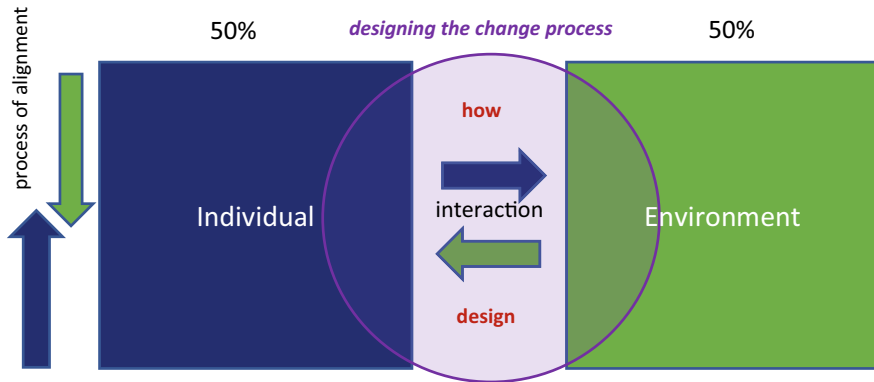 50%
designing the change process
50%
process of alignment
how
Individual
interaction
Environment
design